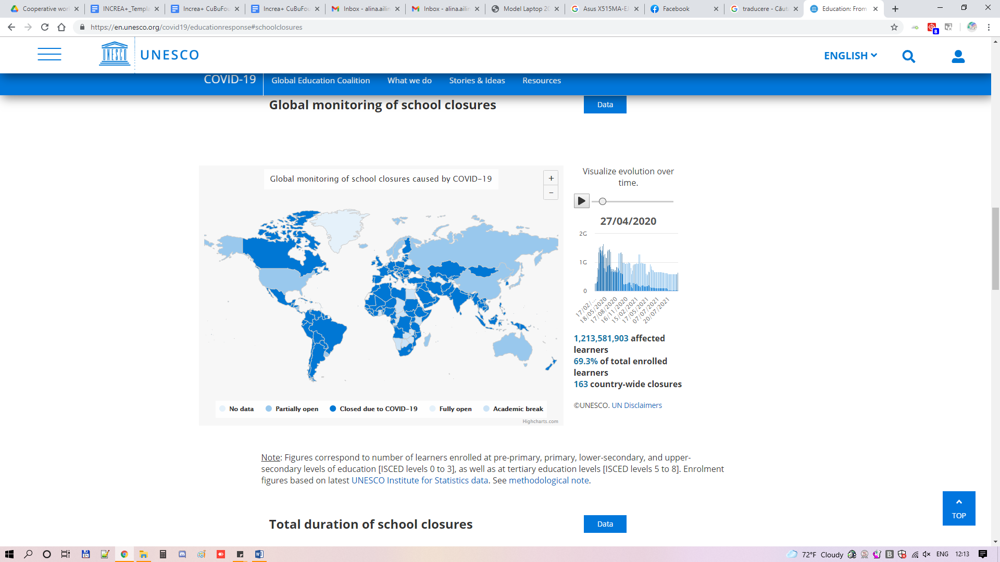 Cooperative wor
INCREA+_Templa
Increa+ CuBuFou
Increa+ CuBuFou
Inbox - alina.ailin
Inbox - alina.ailin
Model Laptop 20
Asus X515MA-EJ
Facebook
traducere - Căut
Education: From
https://en.unesco.org/covid19/educationresponse#schoolclosures
8
UNESCO
UNESCO
ENGLISH
COVID-19
Global Education Coalition
What we do
Stories & Ideas
Resources
Global monitoring of school closures
Data
Global monitoring of school closures caused by COVID-19
+
−
Visualize evolution over
time.
27/04/2020
2G
1G
0
17/02/...
18/05/2020
17/08/2020
16/11/2020
15/02/2021
17/05/2021
07/07/2021
20/07/2021
1,213,581,903 affected
learners
69.3% of total enrolled
learners
163 country-wide closures
©UNESCO. UN Disclaimers
No data
Partially open
Closed due to COVID-19
Fully open
Academic break
Highcharts.com
Note: Figures correspond to number of learners enrolled at pre-primary, primary, lower-secondary, and upper-
secondary levels of education [ISCED levels 0 to 3], as well as at tertiary education levels [ISCED levels 5 to 8]. Enrolment
figures based on latest UNESCO Institute for Statistics data. See methodological note.
TOP
Total duration of school closures
Data
64
72°F Cloudy
B
ENG
12:13